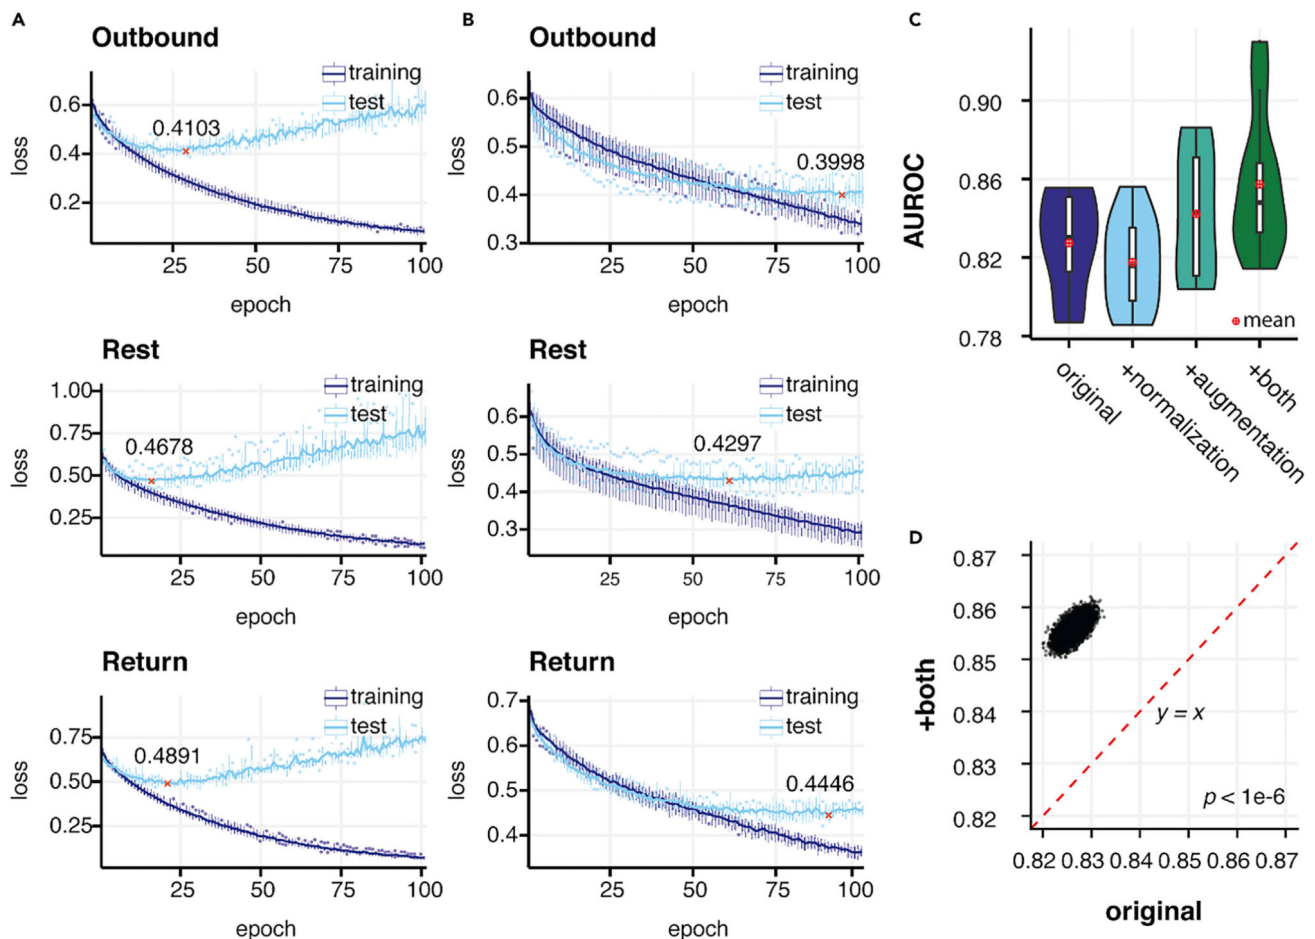 A
Outbound
training
test
0.4103
0.6
0.4
0.2
loss
25
50
75
100
epoch
Rest
training
test
0.4678
1.00
0.75
0.50
0.25
loss
25
50
75
100
epoch
Return
training
test
0.4891
0.75
0.50
0.25
loss
25
50
75
100
epoch
B
Outbound
training
test
0.3998
0.6
0.5
0.4
0.3
loss
25
50
75
100
epoch
Rest
training
test
0.4297
0.6
0.5
0.4
0.3
loss
25
50
75
100
epoch
Return
training
test
0.4446
0.7
0.6
0.5
0.4
loss
25
50
75
100
epoch
C
AUROC
0.90
0.86
0.82
0.78
mean
original
+normalization
+augmentation
+both
D
+both
0.87
0.86
0.85
0.84
0.83
0.82
y = x
p < 1e-6
0.82 0.83 0.84 0.85 0.86 0.87
original